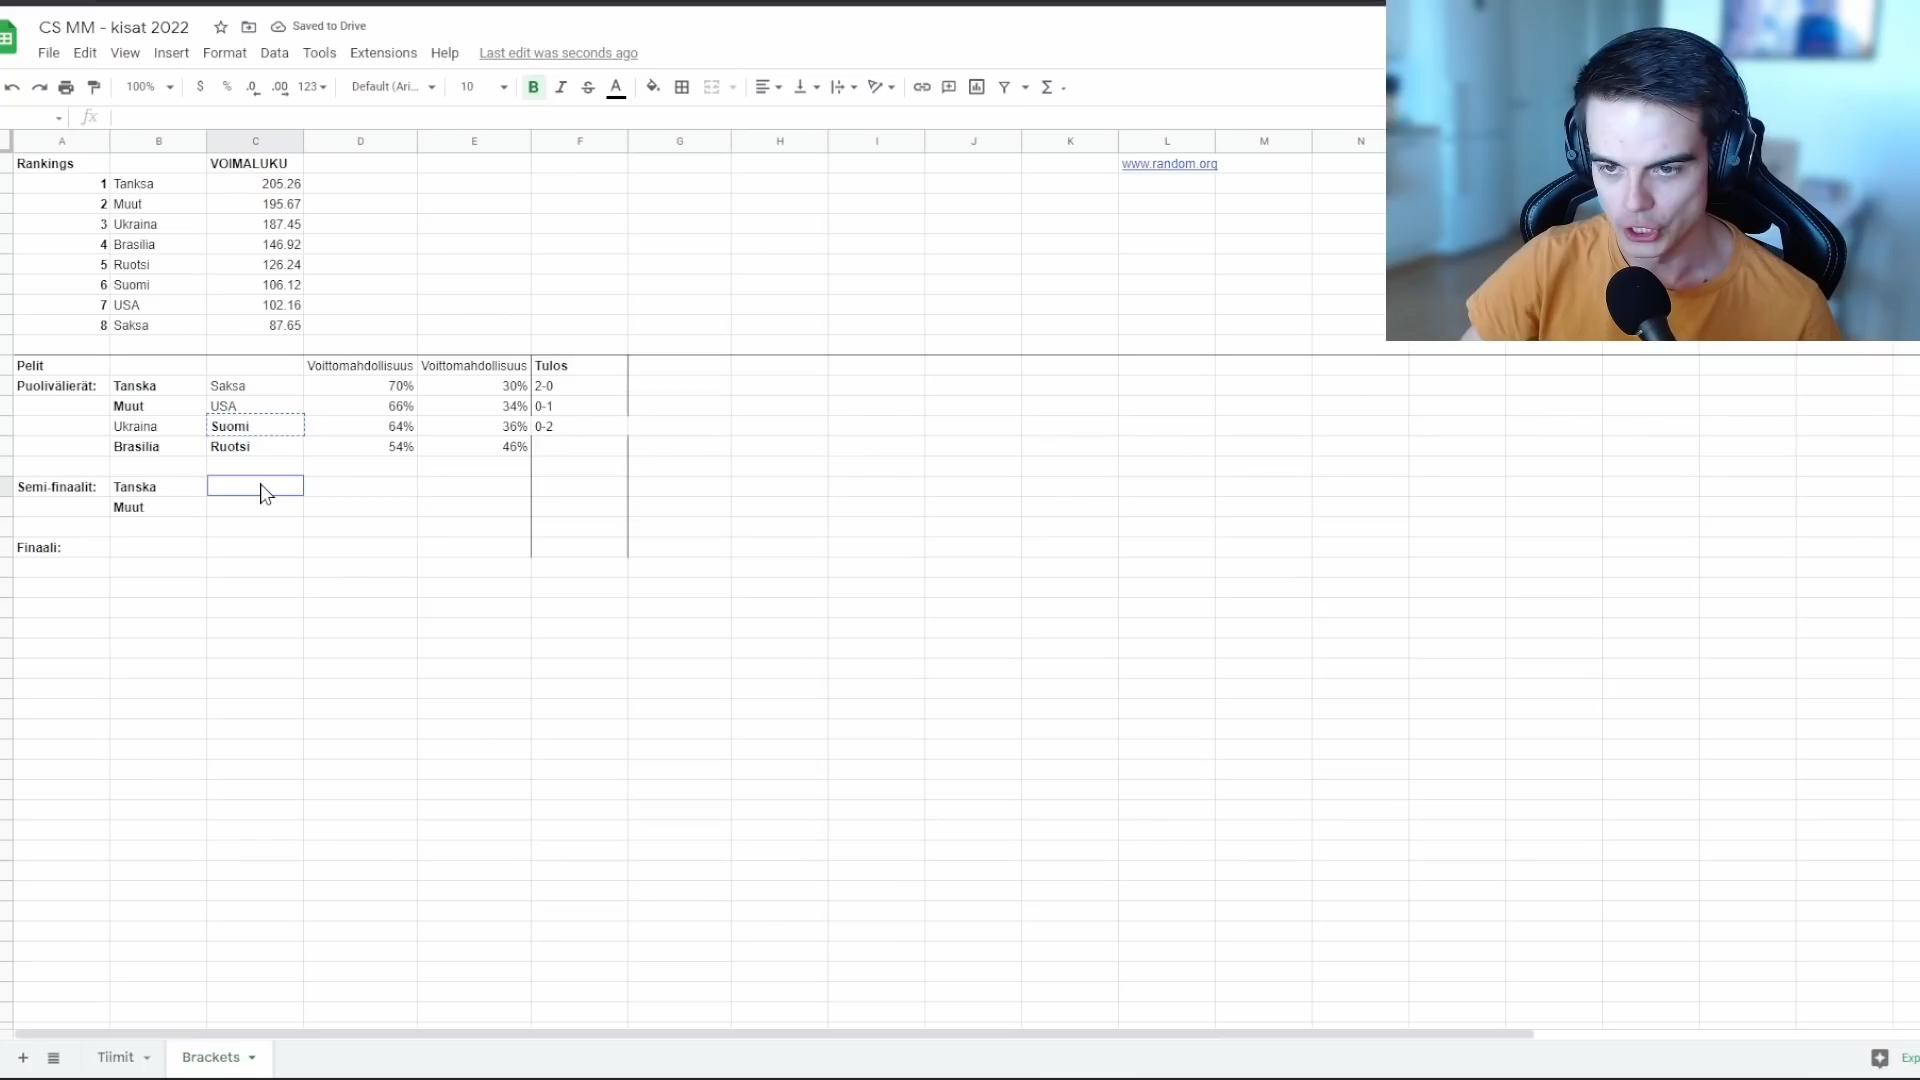 CS MM - kisat 2022 Saved to Drive
File Edit View Insert Format Data Tools Extensions Help Last edit was seconds ago
100% $ % .0 .00 123 Default (Ari... 10 B I S A Σ
fx
A B C D E F G H I J K L M N
Rankings VOIMALUKU www.random.org
1 Tanksa 205.26
2 Muut 195.67
3 Ukraina 187.45
4 Brasilia 146.92
5 Ruotsi 126.24
6 Suomi 106.12
7 USA 102.16
8 Saksa 87.65
Pelit Voittomahdollisuus Voittomahdollisuus Tulos
Puolivälierät: Tanska Saksa 70% 30% 2-0
Muut USA 66% 34% 0-1
Ukraina Suomi 64% 36% 0-2
Brasilia Ruotsi 54% 46%
Semi-finaalit: Tanska
Muut
Finaali:
+ Tiimit Brackets Exp